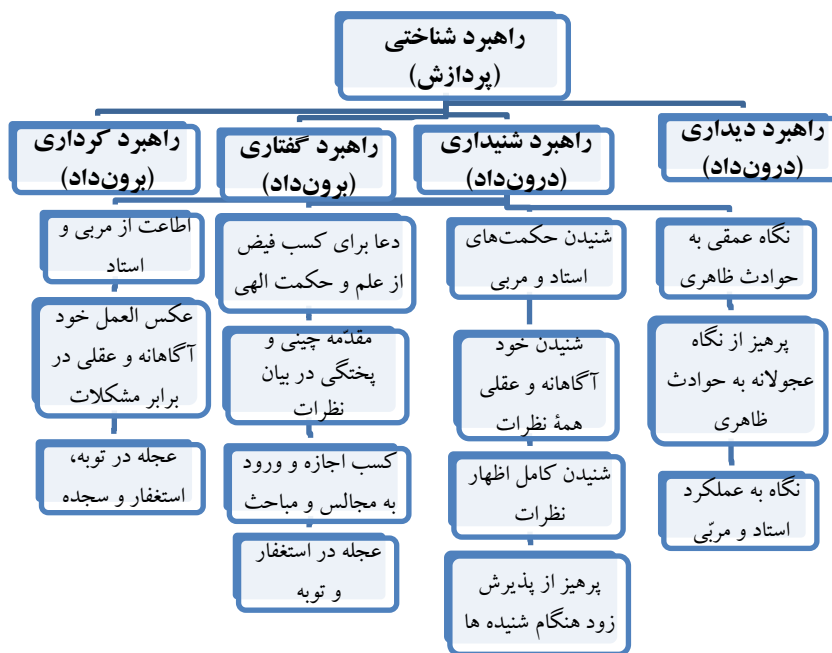 راهبرد شناختی
(پردازش)
راهبرد دیداری
(درون‌داد)
راهبرد شنیداری
(درون‌داد)
راهبرد گفتاری
(برون‌داد)
راهبرد کرداری
(برون‌داد)
نگاه عمقی به
حوادث ظاهری
پرهیز از نگاه
عجولانه به حوادث
ظاهری
نگاه به عملکرد
استاد و مربّی
شنیدن حکمت‌های
استاد و مربی
شنیدن خود
آگاهانه و عقلی
همهٔ نظرات
شنیدن کامل اظهار
نظرات
پرهیز از پذیرش
زود هنگام شنیده ها
دعا برای کسب فیض
از علم و حکمت الهی
مقدّمه چینی و
پختگی در بیان
نظرات
کسب اجازه و ورود
به مجالس و مباحث
عجله در استغفار
و توبه
اطاعت از مربی و
استاد
عکس العمل خود
آگاهانه و عقلی در
برابر مشکلات
عجله در توبه،
استغفار و سجده